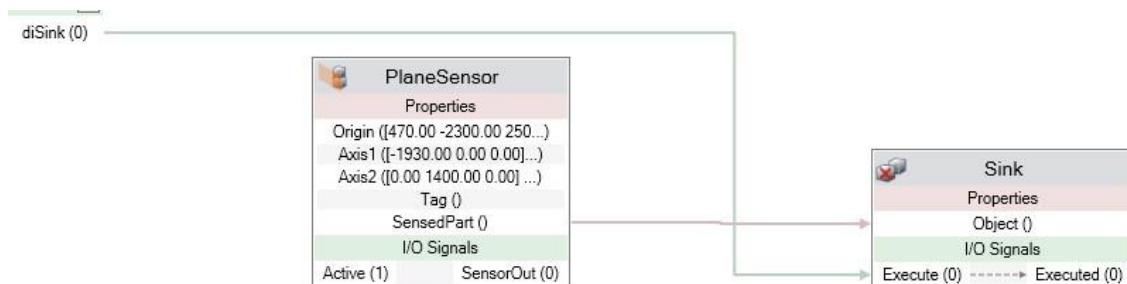 diSink (0)
PlaneSensor
Properties
Origin ([470.00 -2300.00 250...)
Axis1 ([-1930.00 0.00 0.00]...)
Axis2 ([0.00 1400.00 0.00] ...)
Tag ()
SensedPart ()
I/O Signals
Active (1) SensorOut (0)
Sink
Properties
Object ()
I/O Signals
Execute (0) Executed (0)